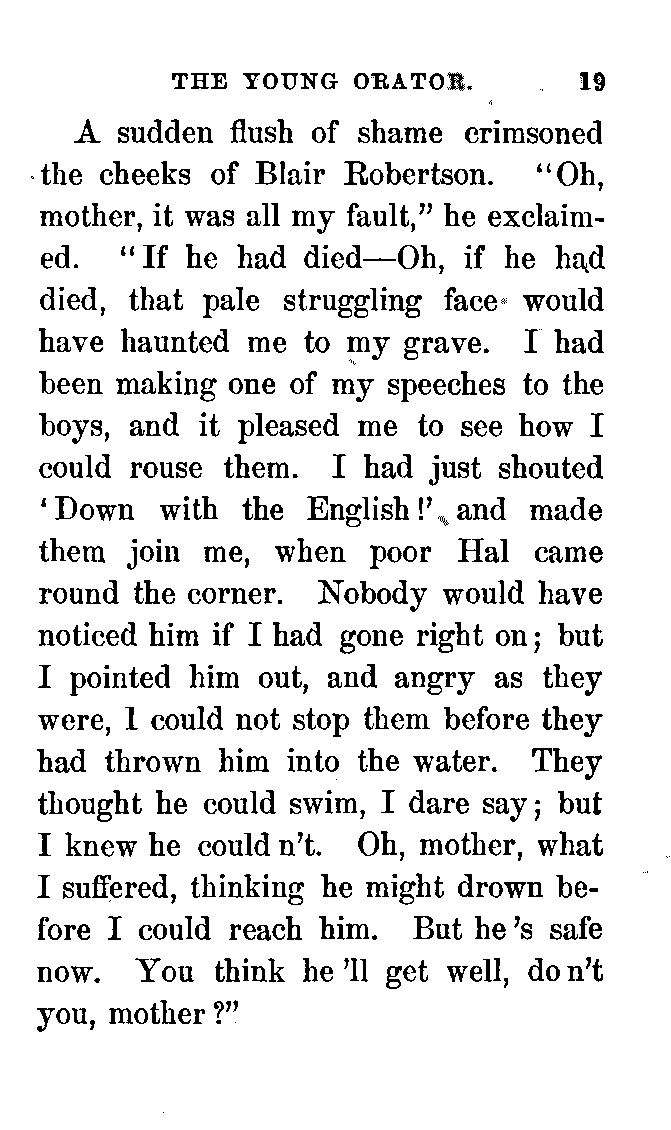 THE YOUNG ORATOR. 19
A sudden flush of shame crimsoned
the cheeks of Blair Robertson. “Oh,
mother, it was all my fault,” he exclaim-
ed. “If he had died—Oh, if he had
died, that pale struggling face would
have haunted me to my grave. I had
been making one of my speeches to the
boys, and it pleased me to see how I
could rouse them. I had just shouted
‘Down with the English!’ and made
them join me, when poor Hal came
round the corner. Nobody would have
noticed him if I had gone right on; but
I pointed him out, and angry as they
were, I could not stop them before they
had thrown him into the water. They
thought he could swim, I dare say; but
I knew he could n’t. Oh, mother, what
I suffered, thinking he might drown be-
fore I could reach him. But he ’s safe
now. You think he ’ll get well, do n’t
you, mother?”